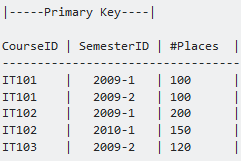 |-----Primary Key----|
CourseID | SemesterID | #Places |
------------------------------------
IT101 | 2009-1 | 100 |
IT101 | 2009-2 | 100 |
IT102 | 2009-1 | 200 |
IT102 | 2010-1 | 150 |
IT103 | 2009-2 | 120 |